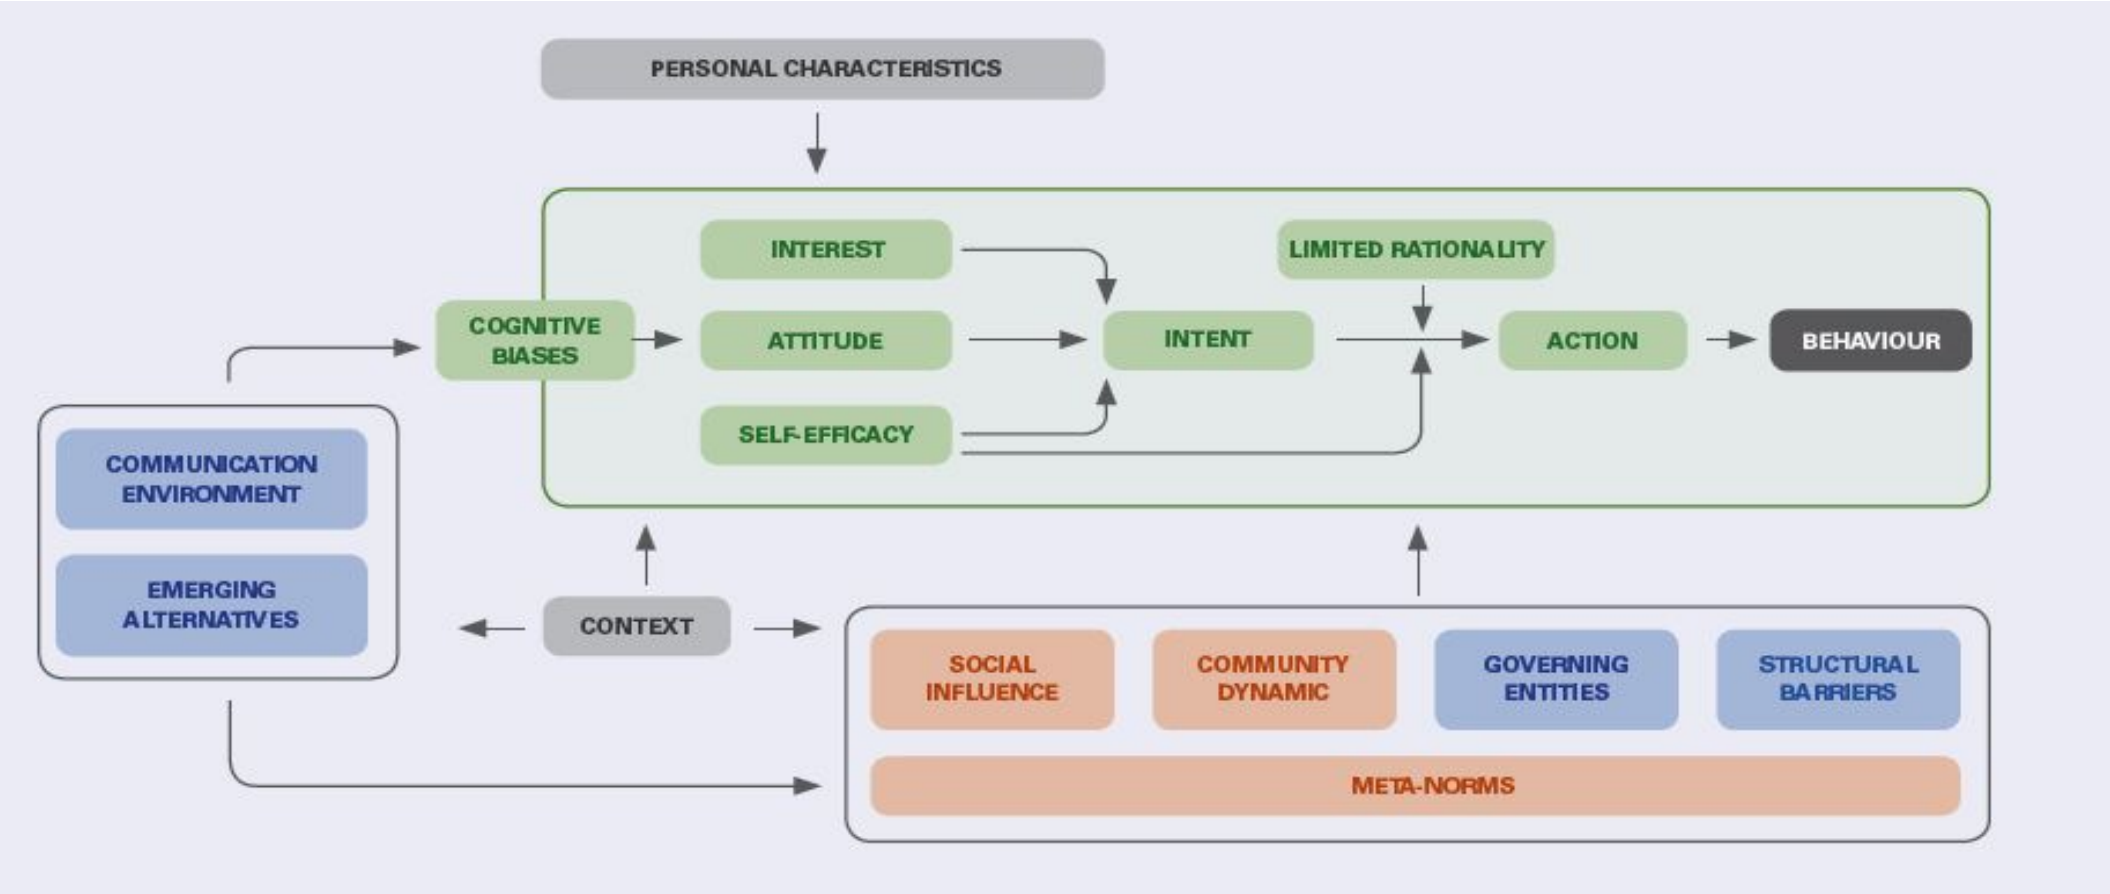 PERSONAL CHARACTERISTICS
INTEREST
LIMITED RATIONALITY
COGNITIVE
BIASES
ATTITUDE
INTENT
ACTION
BEHAVIOUR
SELF-EFFICACY
COMMUNICATION
ENVIRONMENT
EMERGING
ALTERNATIVES
CONTEXT
SOCIAL
INFLUENCE
COMMUNITY
DYNAMIC
GOVERNING
ENTITIES
STRUCTURAL
BARRIERS
META-NORMS